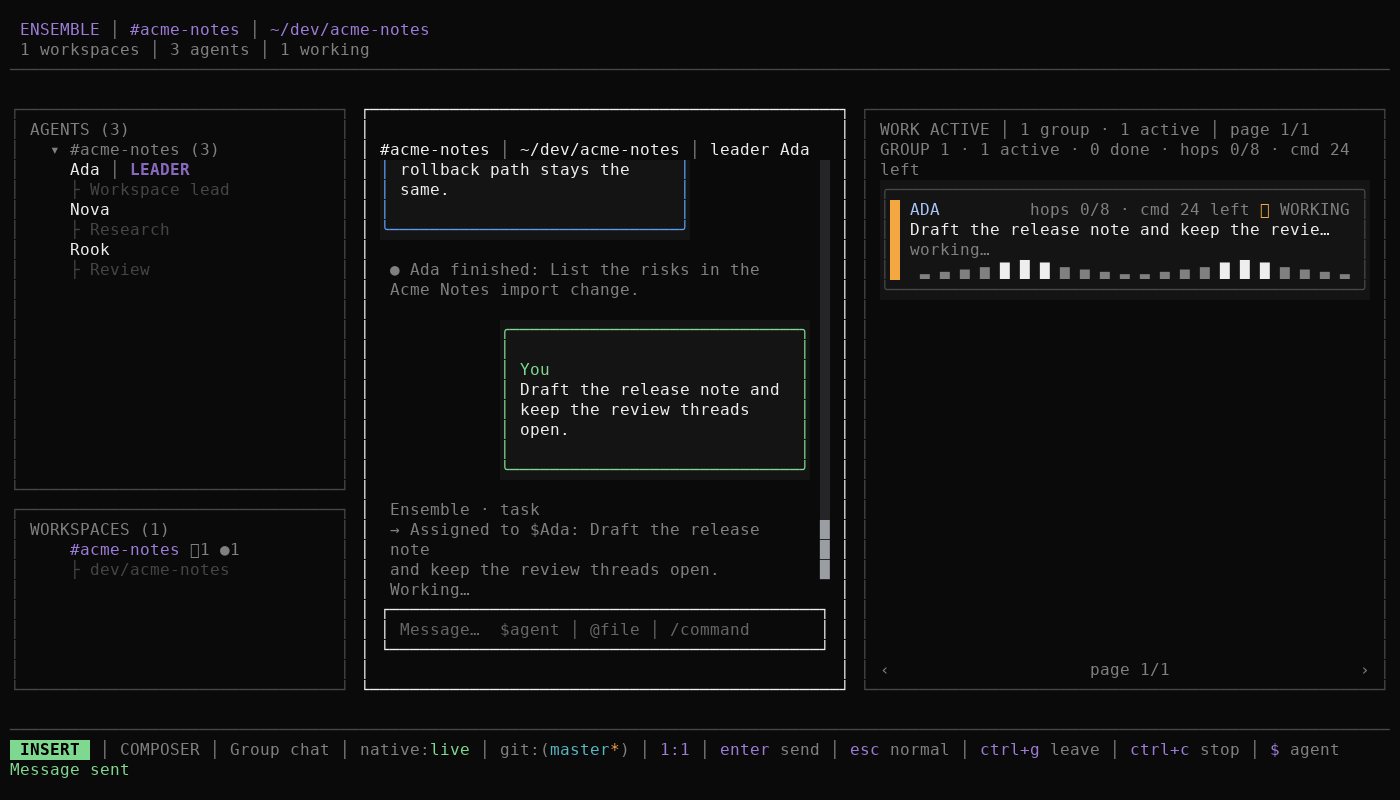 ENSEMBLE │ #acme-notes │ ~/dev/acme-notes
1 workspaces │ 3 agents │ 1 working
AGENTS (3)
▾ #acme-notes (3)
Ada │ LEADER
├ Workspace lead
Nova
├ Research
Rook
├ Review
WORKSPACES (1)
#acme-notes 1 ●1
├ dev/acme-notes
#acme-notes │ ~/dev/acme-notes │ leader Ada
rollback path stays the
same.
● Ada finished: List the risks in the
Acme Notes import change.
You
Draft the release note and
keep the review threads
open.
Ensemble · task
→ Assigned to $Ada: Draft the release
note
and keep the review threads open.
Working…
Message… $agent │ @file │ /command
WORK ACTIVE │ 1 group · 1 active │ page 1/1
GROUP 1 · 1 active · 0 done · hops 0/8 · cmd 24
left
ADA hops 0/8 · cmd 24 left WORKING
Draft the release note and keep the revie…
working…
‹ page 1/1 ›
INSERT │ COMPOSER │ Group chat │ native:live │ git:(master*) │ 1:1 │ enter send │ esc normal │ ctrl+g leave │ ctrl+c stop │ $ agent
Message sent